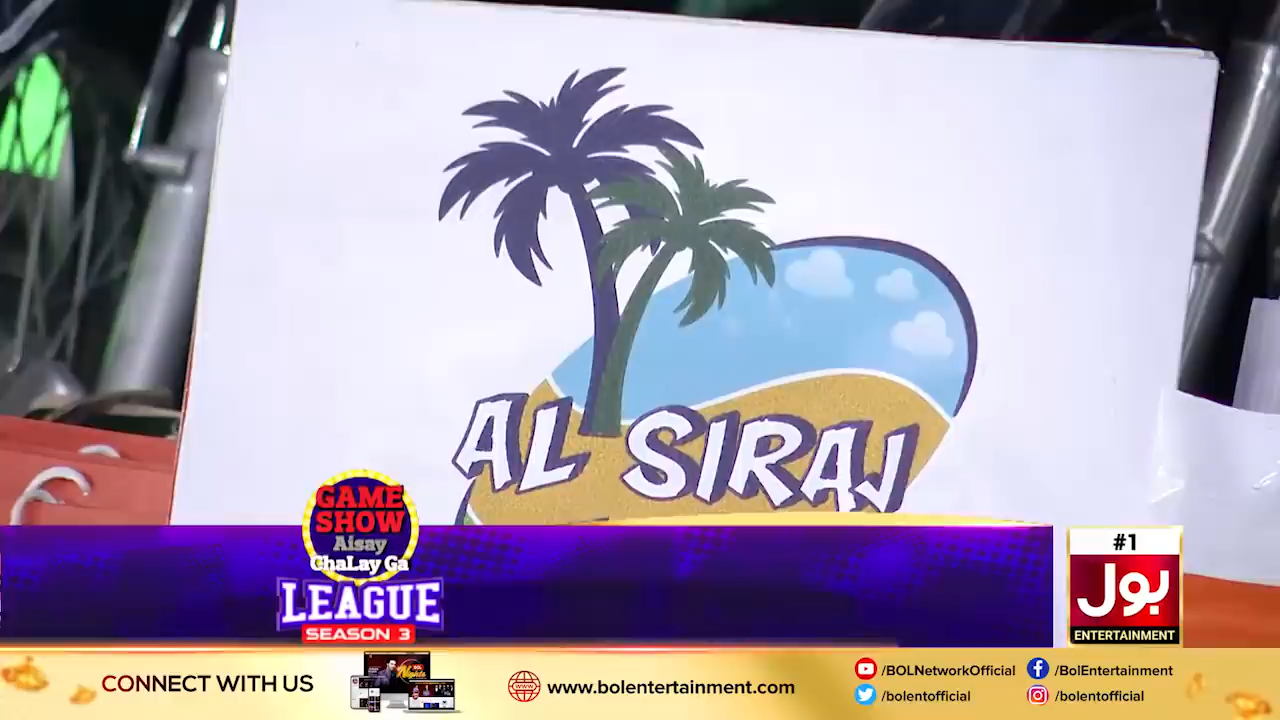 AL SIRAJ
GAME
SHOW
Aisay
ChaLay Ga
LEAGUE
SEASON 3
#1
بول
ENTERTAINMENT
CONNECT WITH US
www.bolentertainment.com
/BOLNetworkOfficial
/BolEntertainment
/bolentofficial
/bolentofficial